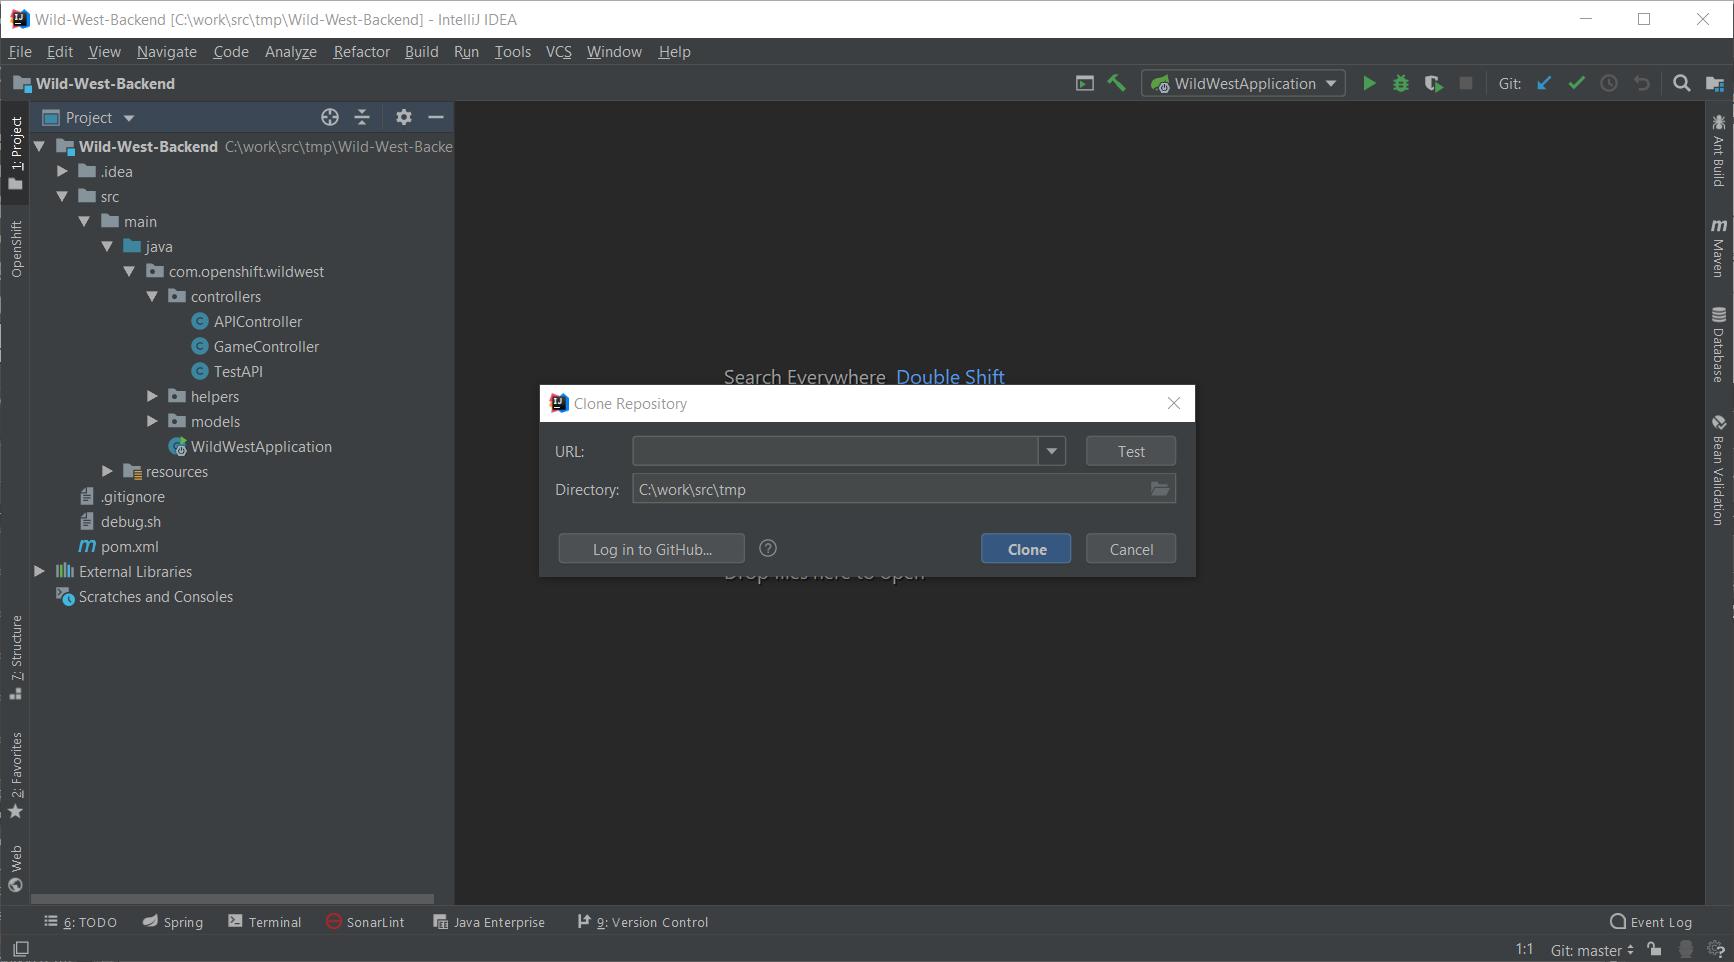 Wild-West-Backend [C:\work\src\tmp\Wild-West-Backend] - IntelliJ IDEA
File Edit View Navigate Code Analyze Refactor Build Run Tools VCS Window Help
Wild-West-Backend
WildWestApplication
Git:
1: Project
OpenShift
7: Structure
2: Favorites
Web
Project
Wild-West-Backend C:\work\src\tmp\Wild-West-Backe
.idea
src
main
java
com.openshift.wildwest
controllers
APIController
GameController
TestAPI
helpers
models
WildWestApplication
resources
.gitignore
debug.sh
pom.xml
External Libraries
Scratches and Consoles
Search Everywhere Double Shift
Clone Repository
URL:
Test
Directory: C:\work\src\tmp
Log in to GitHub...
Clone
Cancel
Drop files here to open
Ant Build
Maven
Database
Bean Validation
6: TODO Spring Terminal SonarLint Java Enterprise 9: Version Control Event Log
1:1 Git: master